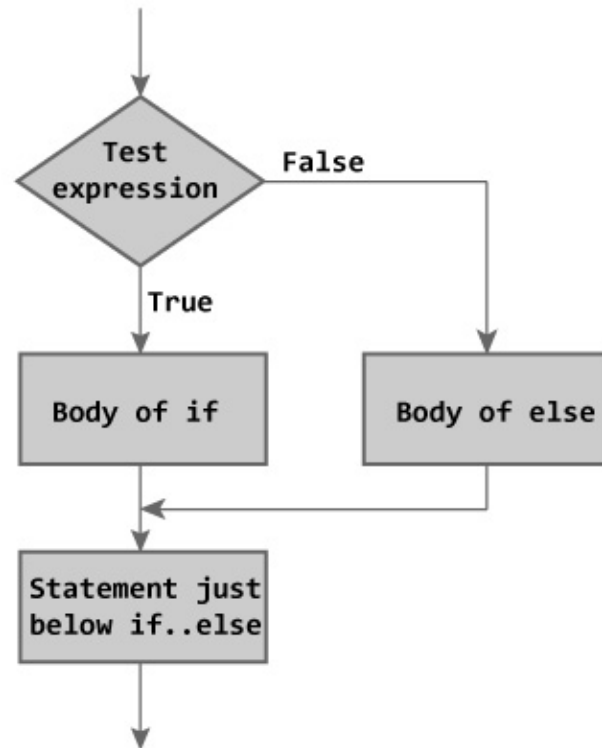 Test
expression
False
True
Body of if
Body of else
Statement just
below if..else